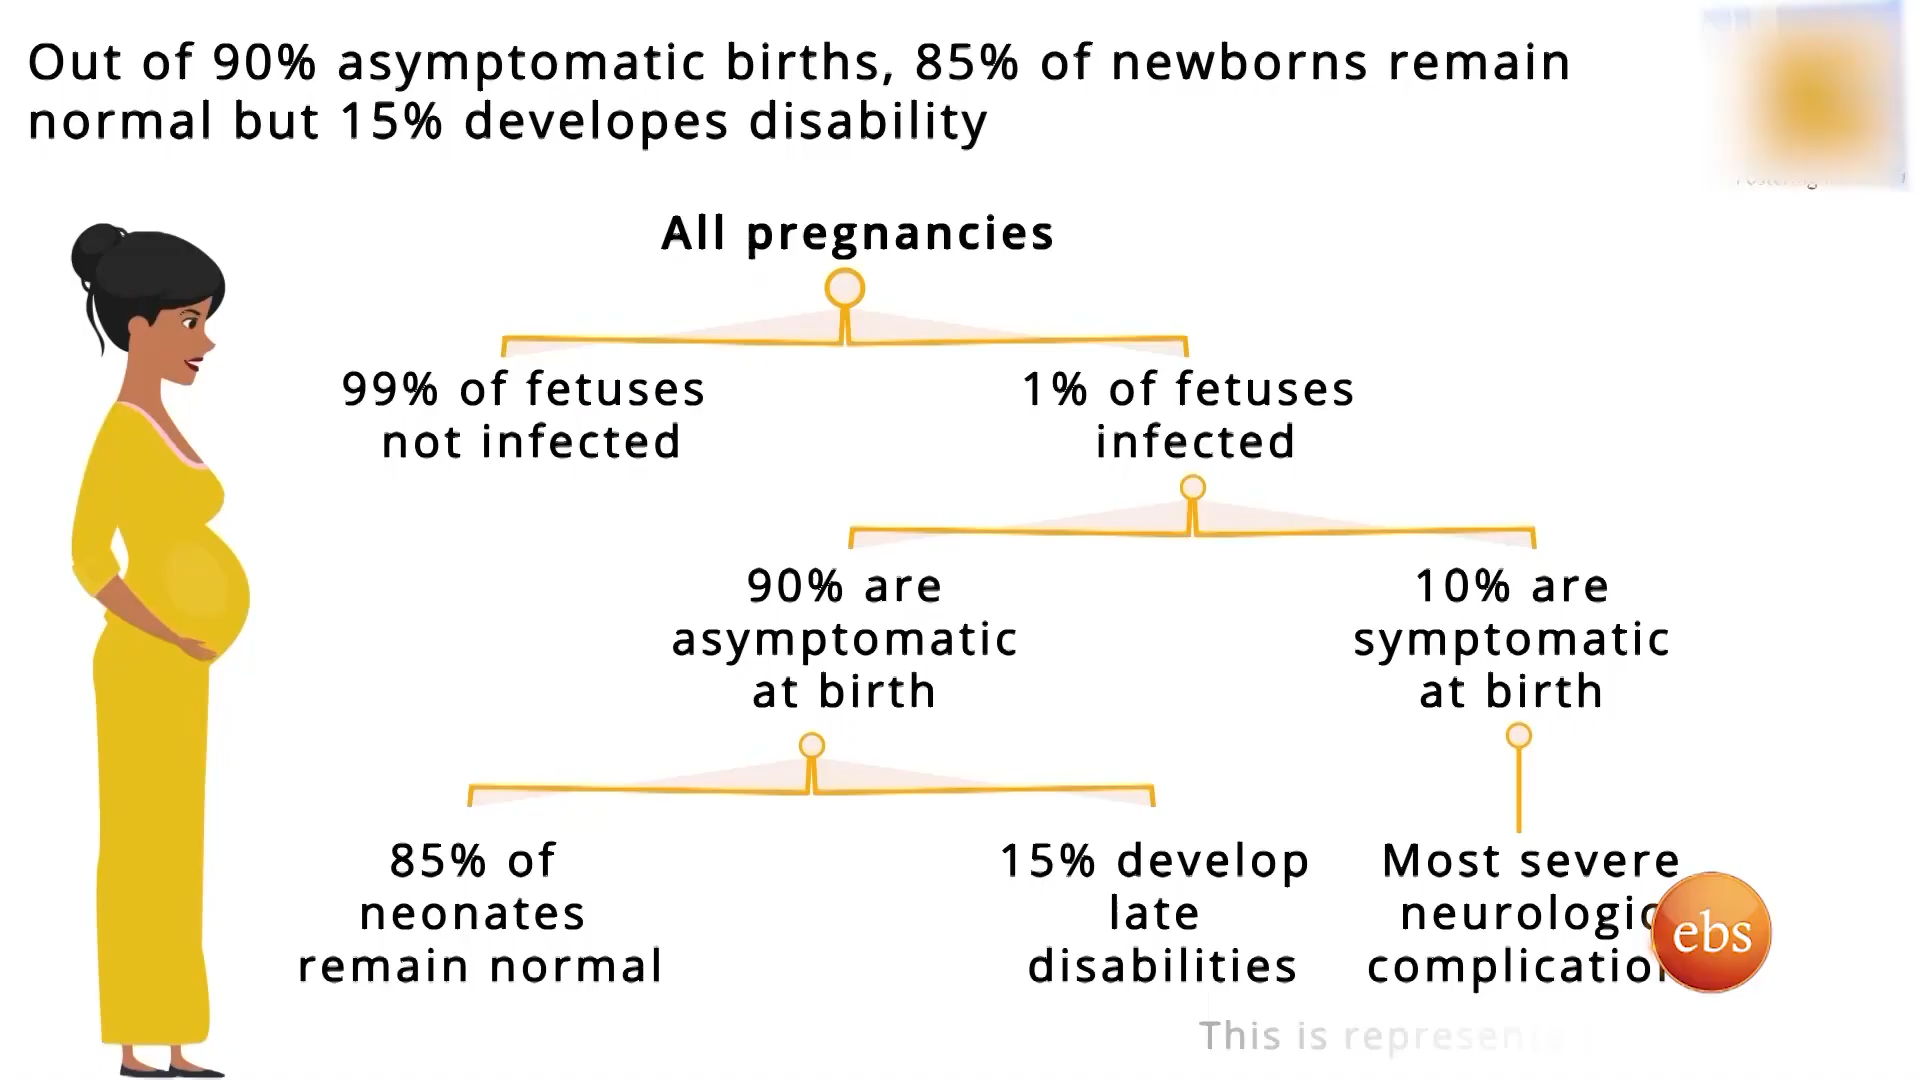 Out of 90% asymptomatic births, 85% of newborns remain
normal but 15% developes disability
All pregnancies
99% of fetuses
not infected
1% of fetuses
infected
90% are
asymptomatic
at birth
10% are
symptomatic
at birth
85% of
neonates
remain normal
15% develop
late
disabilities
Most severe
neurologic
complication
ebs
This is